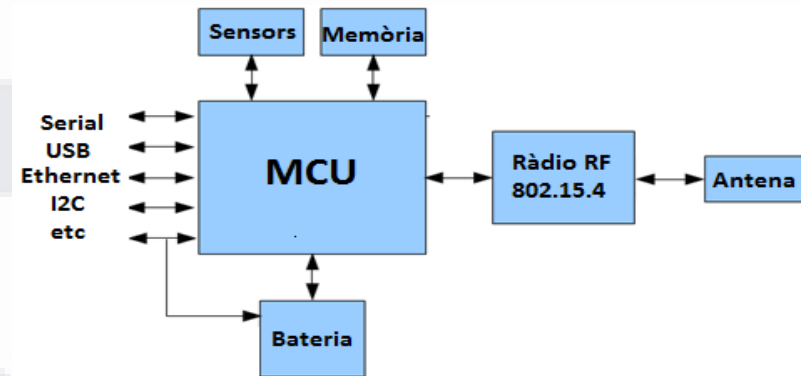 Sensors
Memòria
Serial
USB
Ethernet
I2C
etc
MCU
Ràdio RF
802.15.4
Antena
Bateria